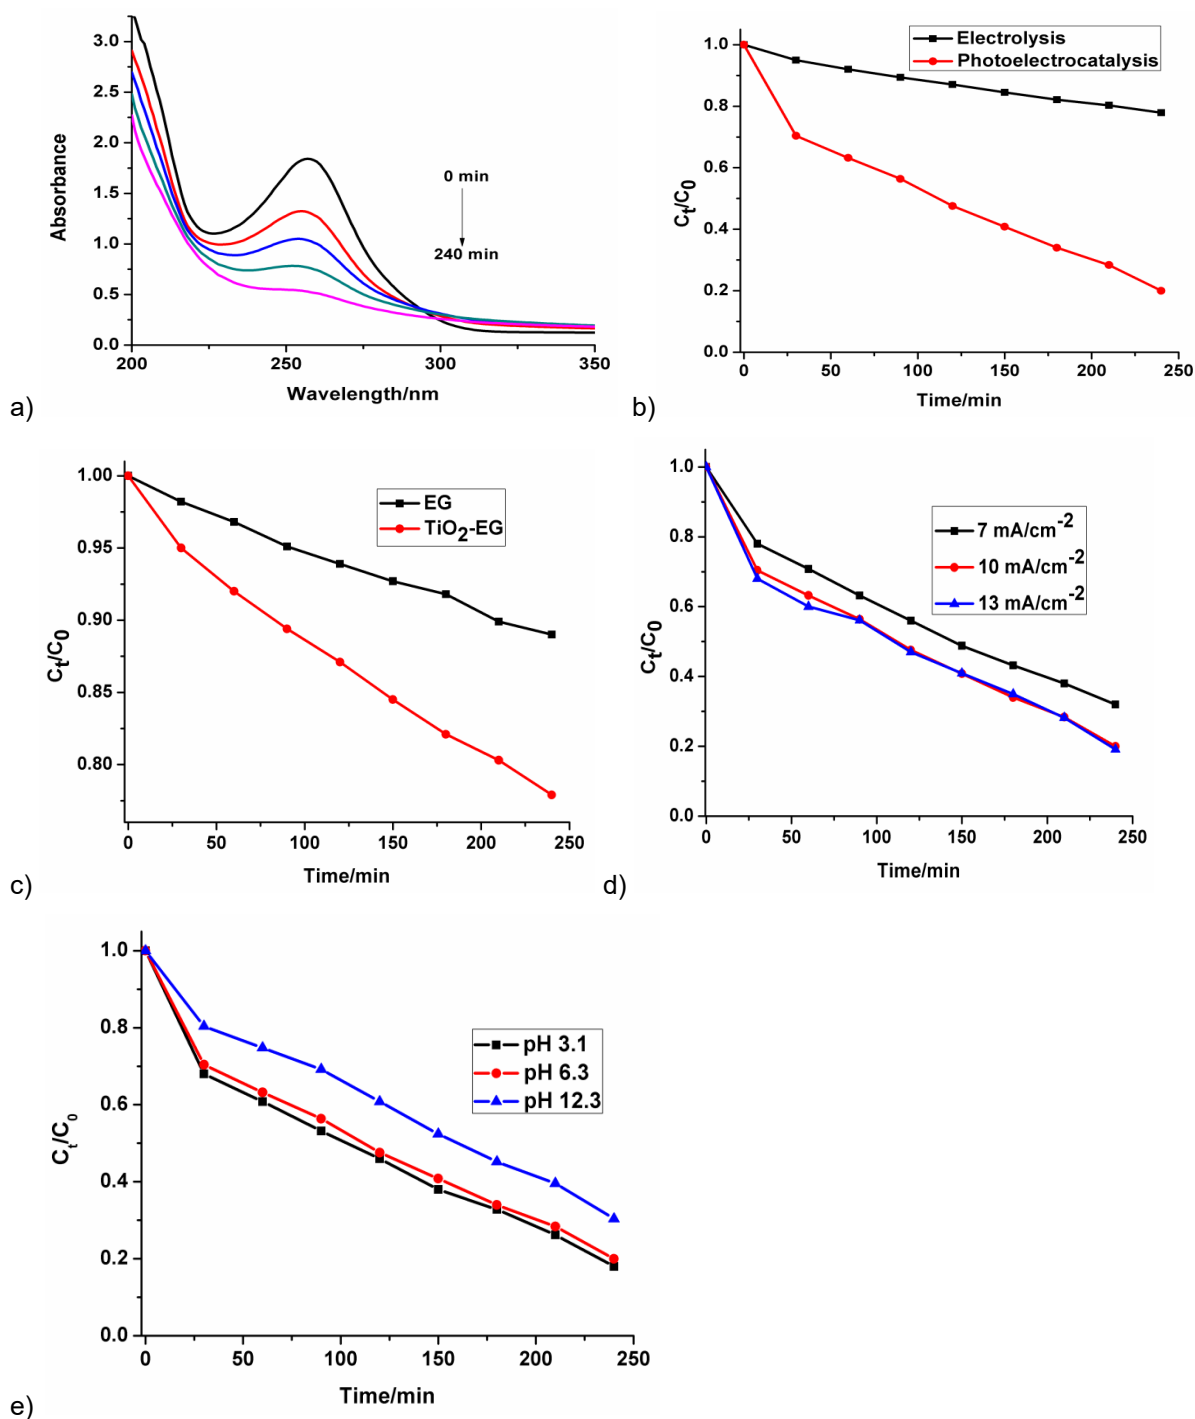 3.0
2.5
2.0
1.5
1.0
0.5
0.0
Absorbance
0 min
240 min
200 250 300 350
Wavelength/nm
a)
1.0
0.8
0.6
0.4
0.2
0.0
Ct/C0
Electrolysis
Photoelectrocatalysis
0 50 100 150 200 250
Time/min
b)
1.00
0.95
0.90
0.85
0.80
Ct/C0
EG
TiO2-EG
0 50 100 150 200 250
Time/min
c)
1.0
0.8
0.6
0.4
0.2
0.0
Ct/C0
7 mA/cm-2
10 mA/cm-2
13 mA/cm-2
0 50 100 150 200 250
Time/min
d)
1.0
0.8
0.6
0.4
0.2
0.0
Ct/C0
pH 3.1
pH 6.3
pH 12.3
0 50 100 150 200 250
Time/min
e)